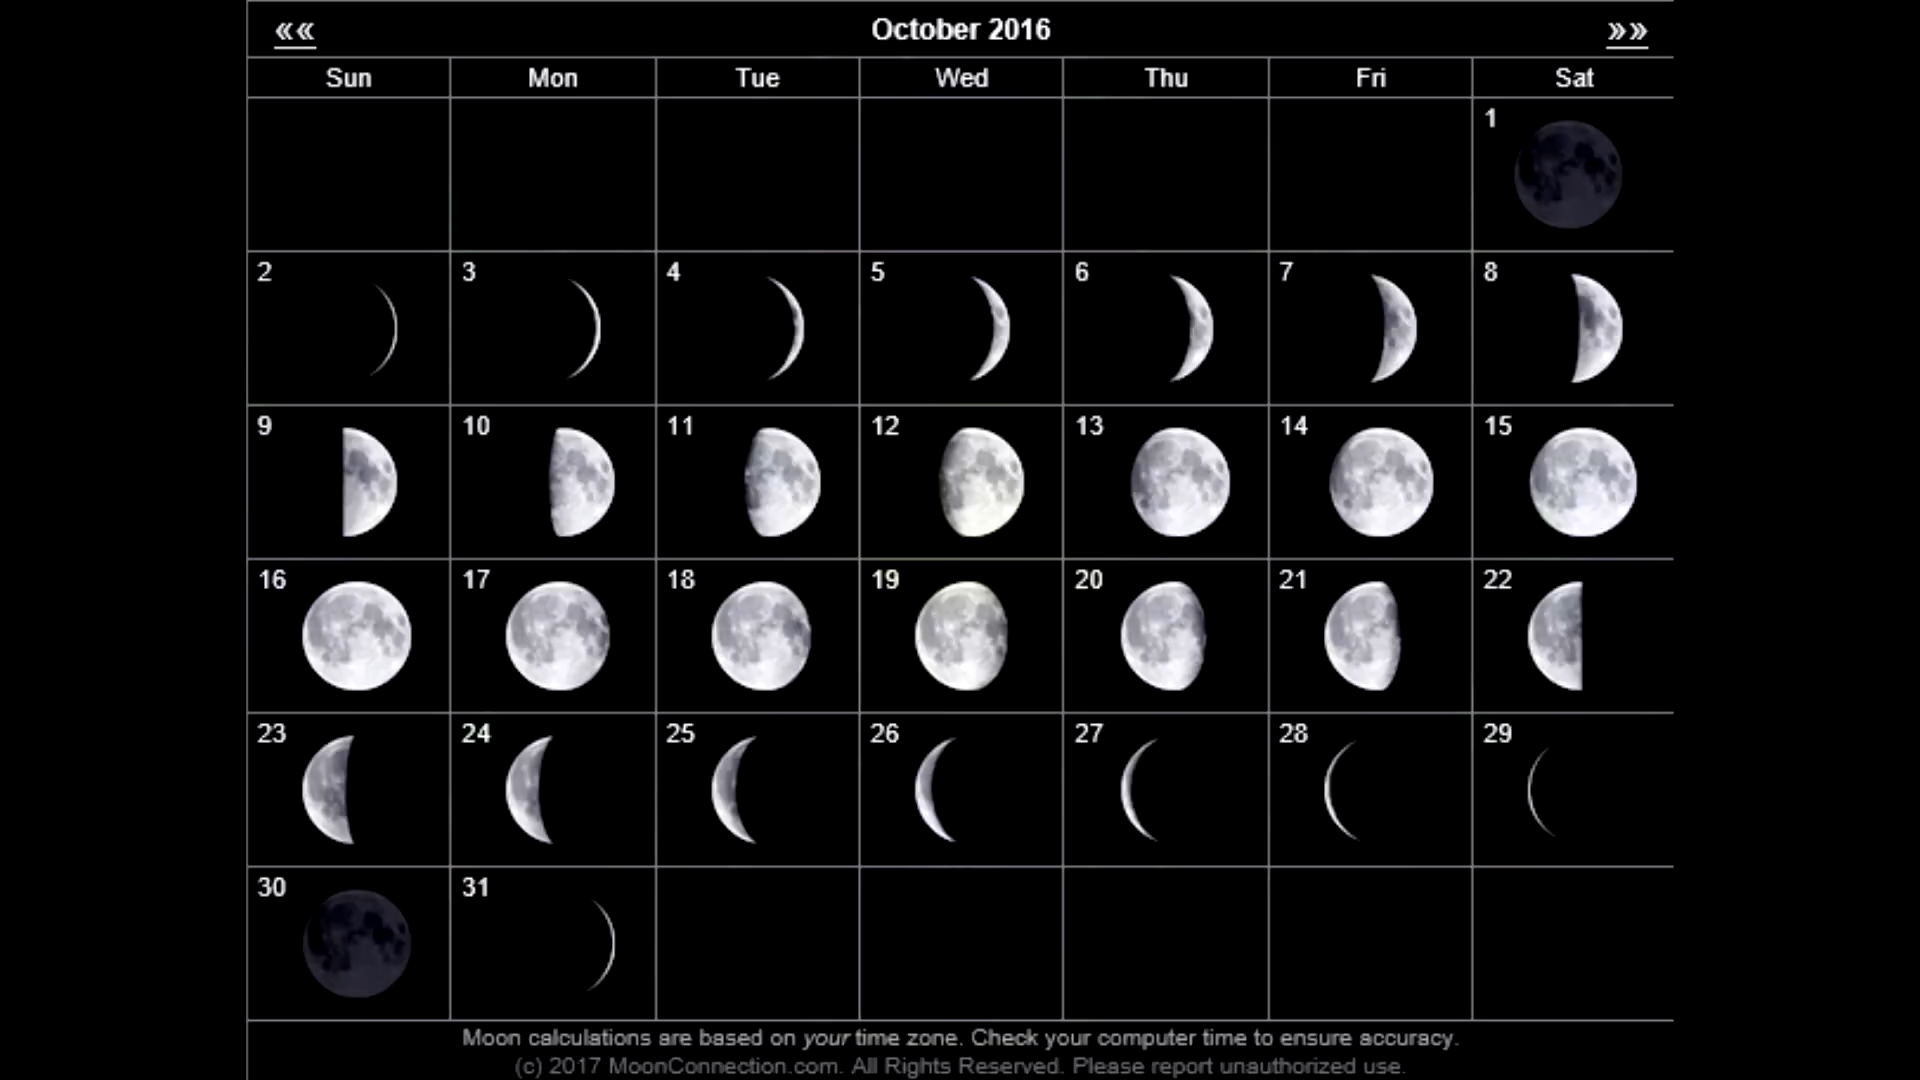 «« October 2016 »»
Sun Mon Tue Wed Thu Fri Sat
1
2 3 4 5 6 7 8
9 10 11 12 13 14 15
16 17 18 19 20 21 22
23 24 25 26 27 28 29
30 31
Moon calculations are based on your time zone. Check your computer time to ensure accuracy.
(c) 2017 MoonConnection.com. All Rights Reserved. Please report unauthorized use.